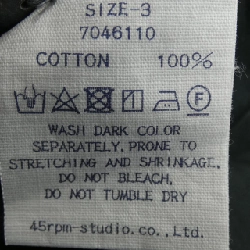 SIZE-3
7046110
COTTON 100%
F
WASH DARK COLOR
SEPARATELY. PRONE TO
STRETCHING AND SHRINKAGE.
DO NOT BLEACH.
DO NOT TUMBLE DRY
45rpm-studio.co.,Ltd.